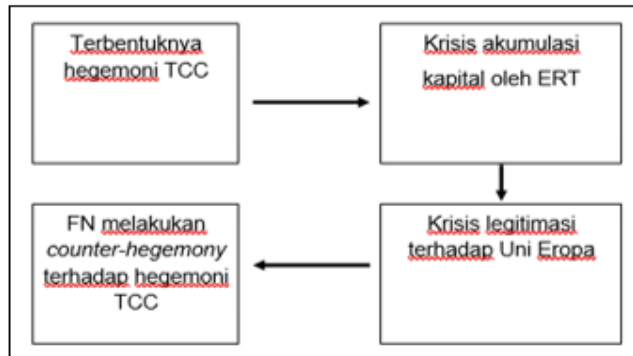 Terbentuknya
hegemoni TCC
Krisis akumulasi
kapital oleh ERT
Krisis legitimasi
terhadap Uni Eropa
FN melakukan
counter-hegemony
terhadap hegemoni
TCC